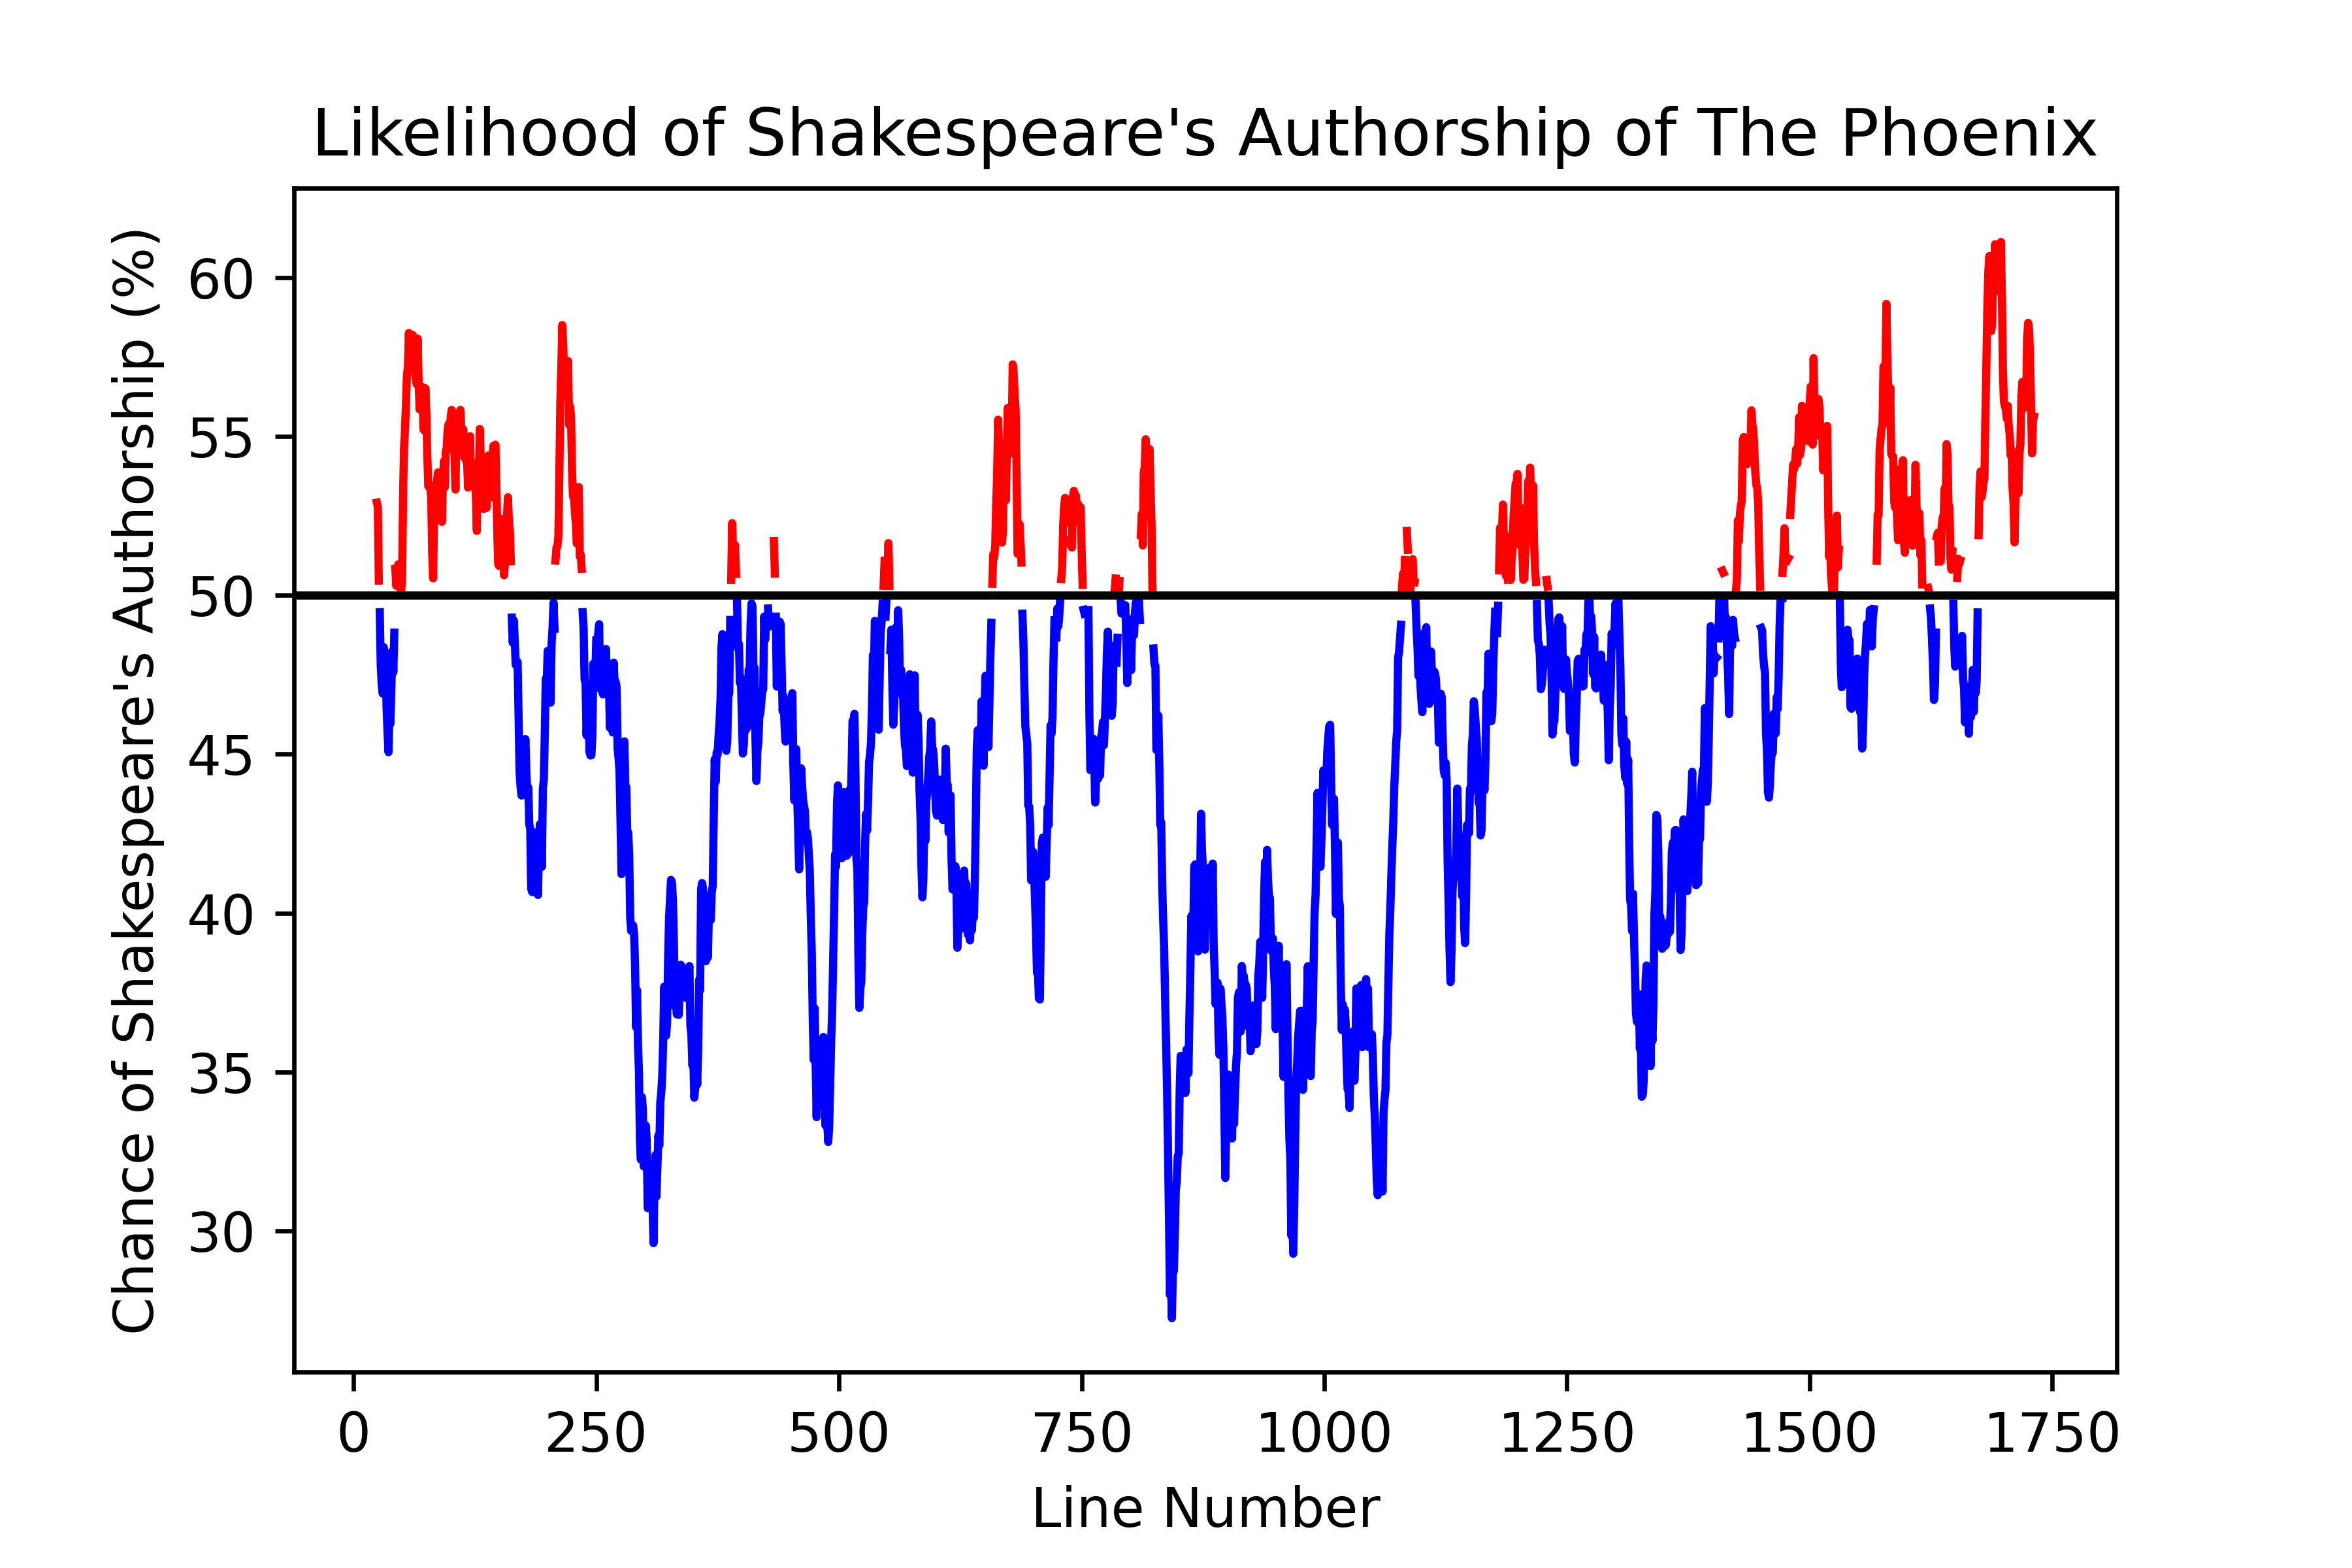 Likelihood of Shakespeare's Authorship of The Phoenix
Chance of Shakespeare's Authorship (%)
60
55
50
45
40
35
30
0 250 500 750 1000 1250 1500 1750
Line Number